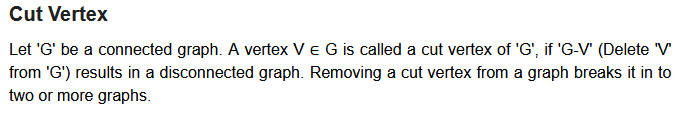 Cut Vertex
Let 'G' be a connected graph. A vertex V ∈ G is called a cut vertex of 'G', if 'G-V' (Delete 'V'
from 'G') results in a disconnected graph. Removing a cut vertex from a graph breaks it in to
two or more graphs.